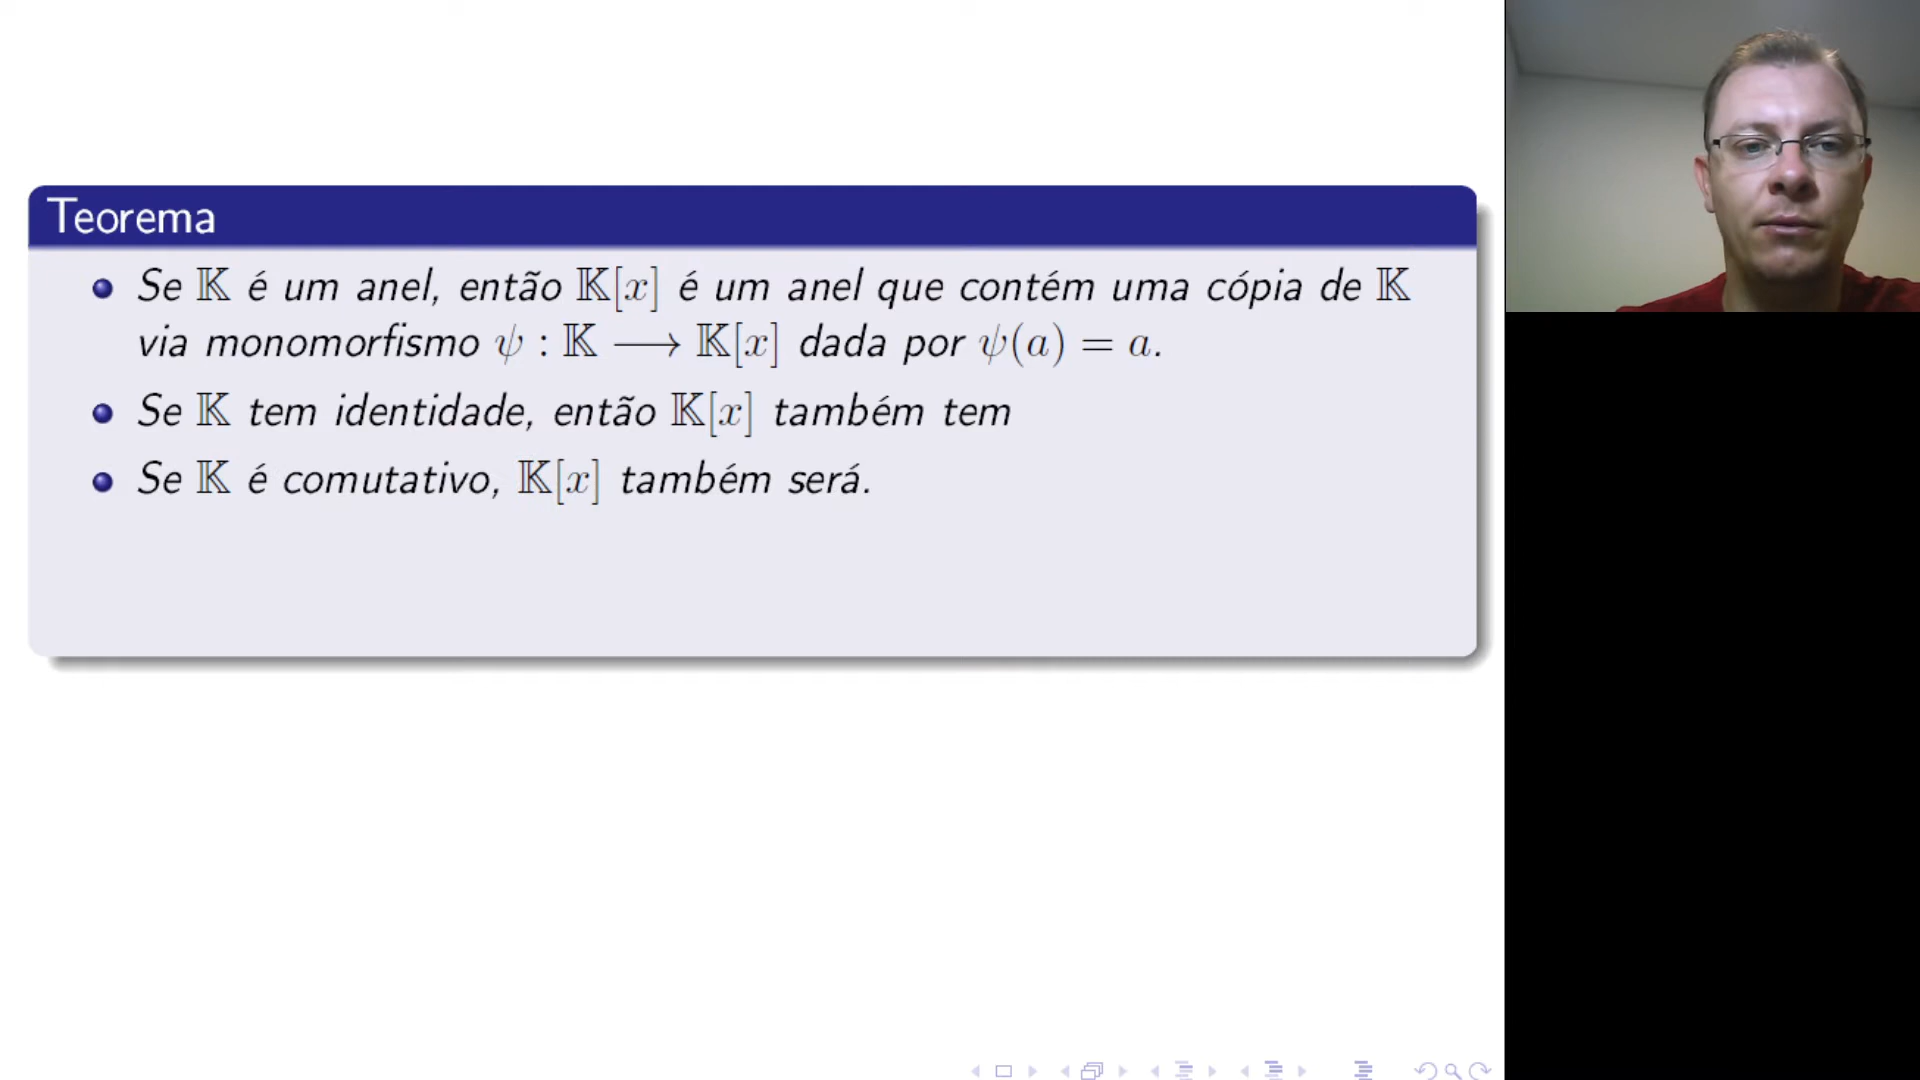 Teorema
Se 𝕂 é um anel, então 𝕂[x] é um anel que contém uma cópia de 𝕂
via monomorfismo ψ : 𝕂 ⟶ 𝕂[x] dada por ψ(a) = a.
Se 𝕂 tem identidade, então 𝕂[x] também tem
Se 𝕂 é comutativo, 𝕂[x] também será.